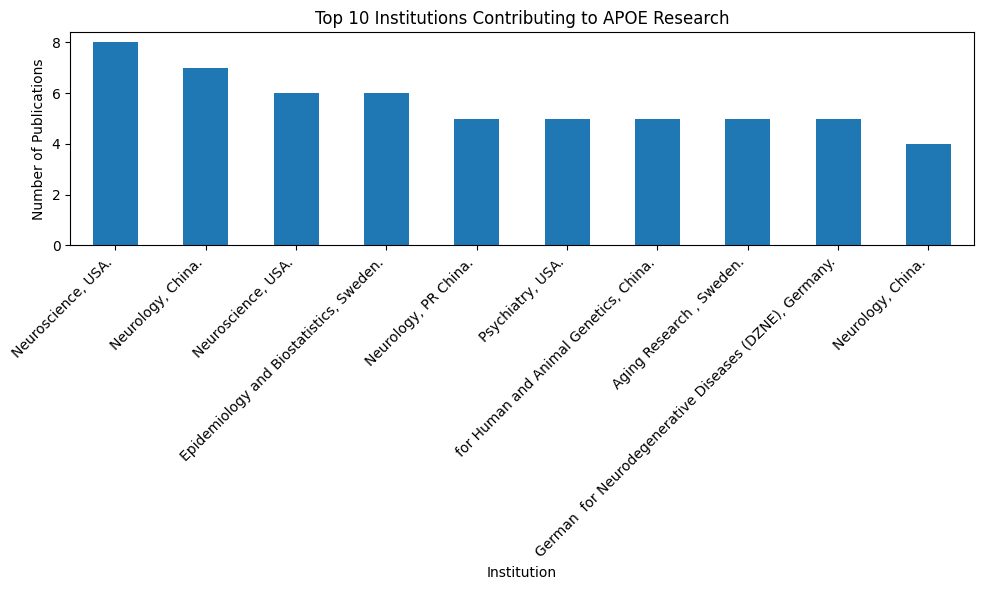 Top 10 Institutions Contributing to APOE Research
Number of Publications
8
6
4
2
0
Neuroscience, USA.
Neurology, China.
Neuroscience, USA.
Epidemiology and Biostatistics, Sweden.
Neurology, PR China.
Psychiatry, USA.
for Human and Animal Genetics, China.
Aging Research , Sweden.
German  for Neurodegenerative Diseases (DZNE), Germany.
Neurology, China.
Institution